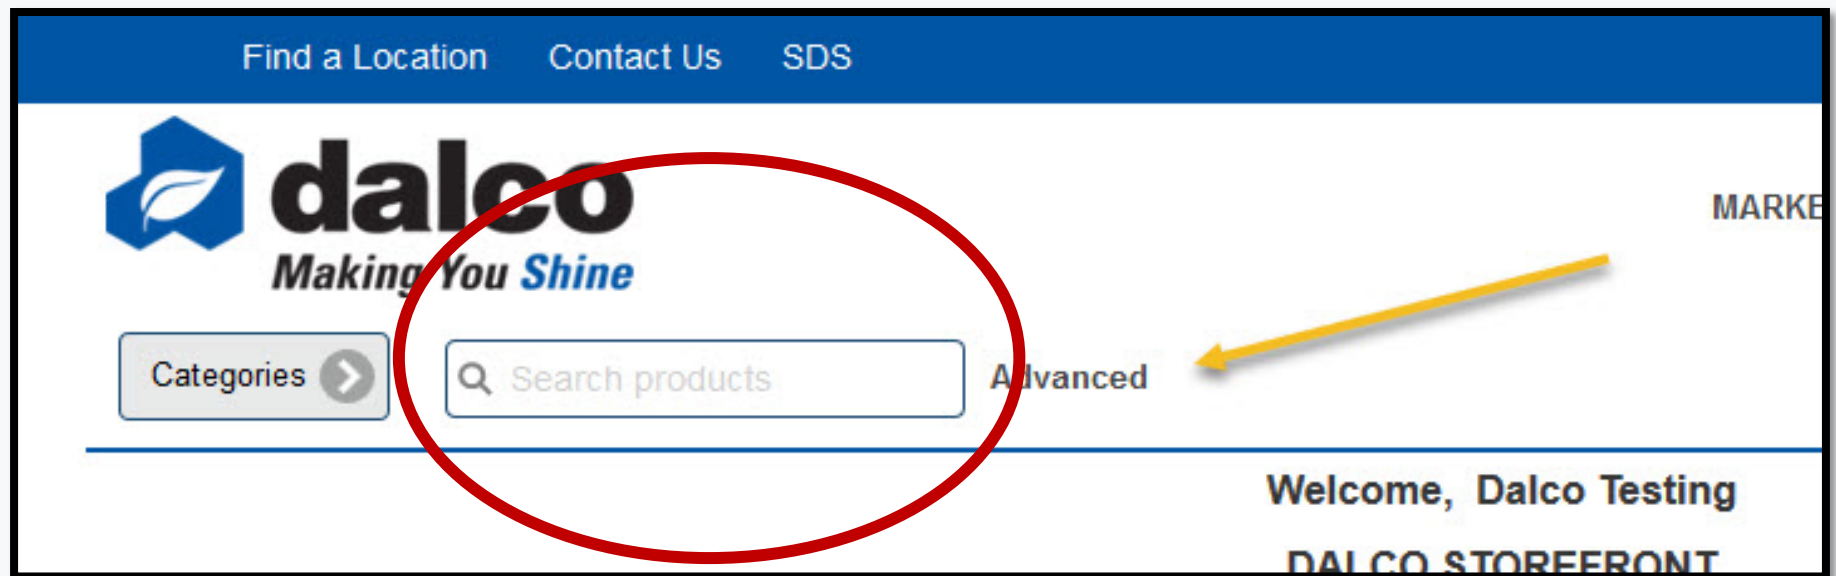 Find a Location Contact Us SDS
dalco
Making You Shine
MARKE
Categories Search products Advanced
Welcome, Dalco Testing
DALCO STOREFRONT